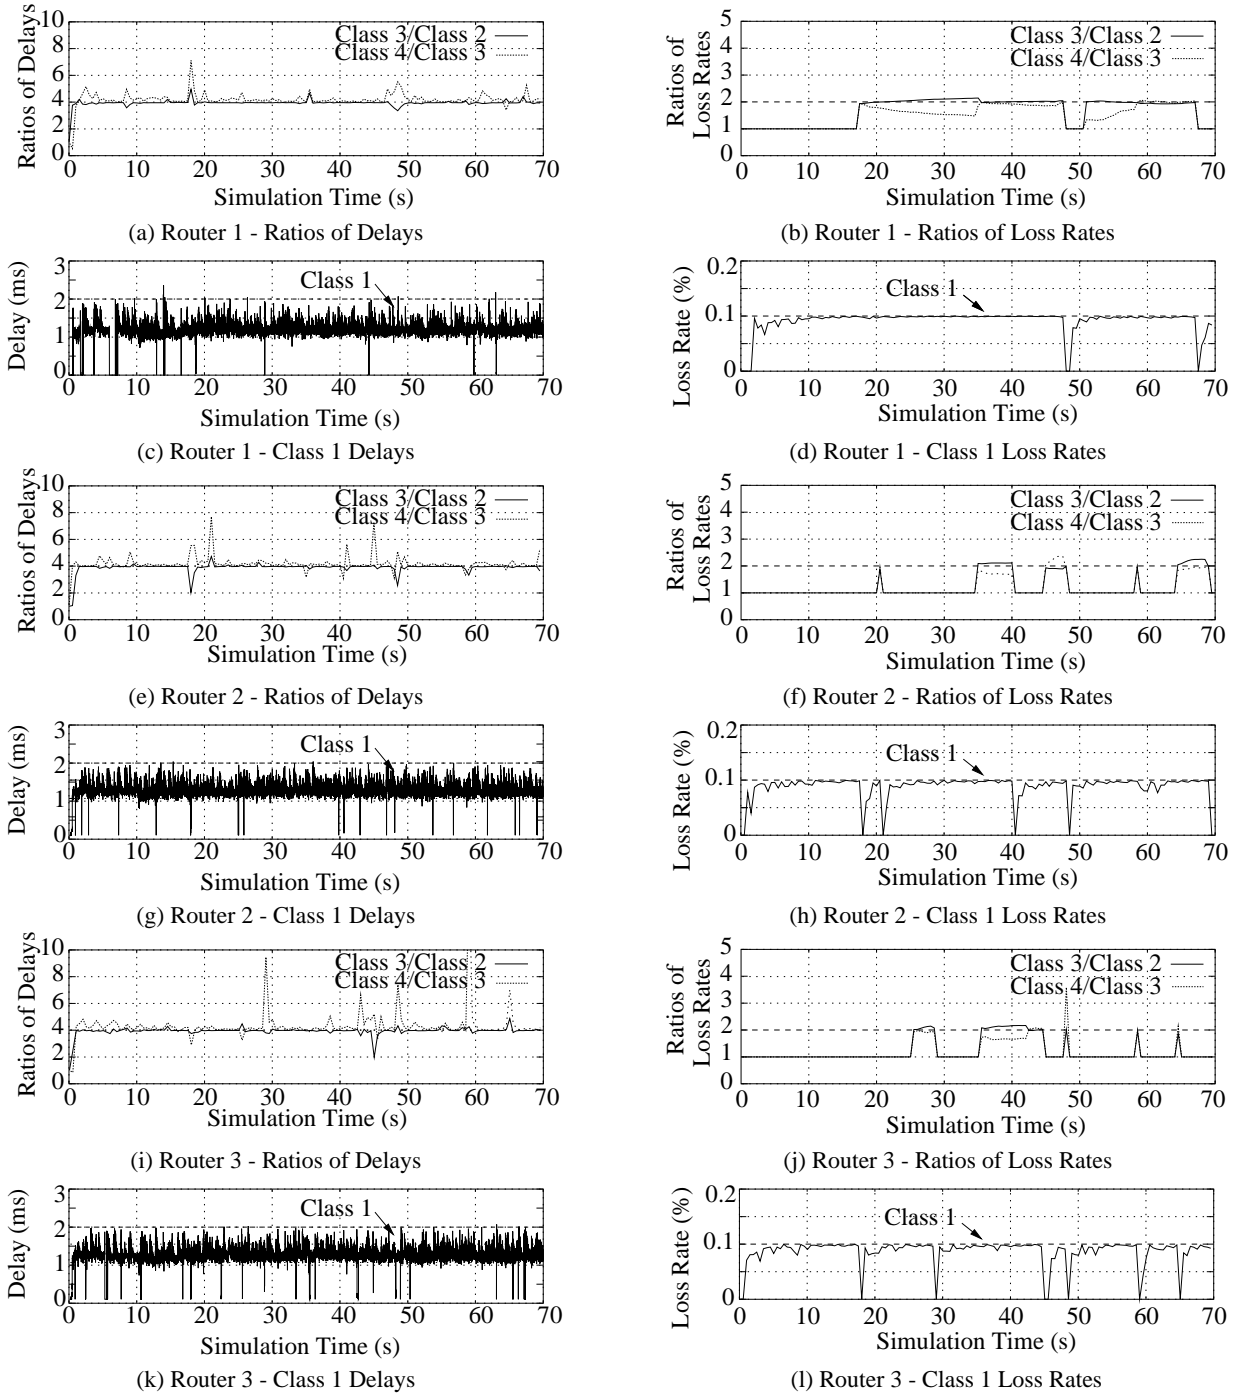 Ratios of Delays
10
8
6
4
2
0
Class 3/Class 2
Class 4/Class 3
0 10 20 30 40 50 60 70
Simulation Time (s)
(a) Router 1 - Ratios of Delays
Ratios of
Loss Rates
5
4
3
2
1
0
Class 3/Class 2
Class 4/Class 3
0 10 20 30 40 50 60 70
Simulation Time (s)
(b) Router 1 - Ratios of Loss Rates
Delay (ms)
3
2
1
0
Class 1
0 10 20 30 40 50 60 70
Simulation Time (s)
(c) Router 1 - Class 1 Delays
Loss Rate (%)
0.2
0.1
0
Class 1
0 10 20 30 40 50 60 70
Simulation Time (s)
(d) Router 1 - Class 1 Loss Rates
Ratios of Delays
10
8
6
4
2
0
Class 3/Class 2
Class 4/Class 3
0 10 20 30 40 50 60 70
Simulation Time (s)
(e) Router 2 - Ratios of Delays
Ratios of
Loss Rates
5
4
3
2
1
0
Class 3/Class 2
Class 4/Class 3
0 10 20 30 40 50 60 70
Simulation Time (s)
(f) Router 2 - Ratios of Loss Rates
Delay (ms)
3
2
1
0
Class 1
0 10 20 30 40 50 60 70
Simulation Time (s)
(g) Router 2 - Class 1 Delays
Loss Rate (%)
0.2
0.1
0
Class 1
0 10 20 30 40 50 60 70
Simulation Time (s)
(h) Router 2 - Class 1 Loss Rates
Ratios of Delays
10
8
6
4
2
0
Class 3/Class 2
Class 4/Class 3
0 10 20 30 40 50 60 70
Simulation Time (s)
(i) Router 3 - Ratios of Delays
Ratios of
Loss Rates
5
4
3
2
1
0
Class 3/Class 2
Class 4/Class 3
0 10 20 30 40 50 60 70
Simulation Time (s)
(j) Router 3 - Ratios of Loss Rates
Delay (ms)
3
2
1
0
Class 1
0 10 20 30 40 50 60 70
Simulation Time (s)
(k) Router 3 - Class 1 Delays
Loss Rate (%)
0.2
0.1
0
Class 1
0 10 20 30 40 50 60 70
Simulation Time (s)
(l) Router 3 - Class 1 Loss Rates